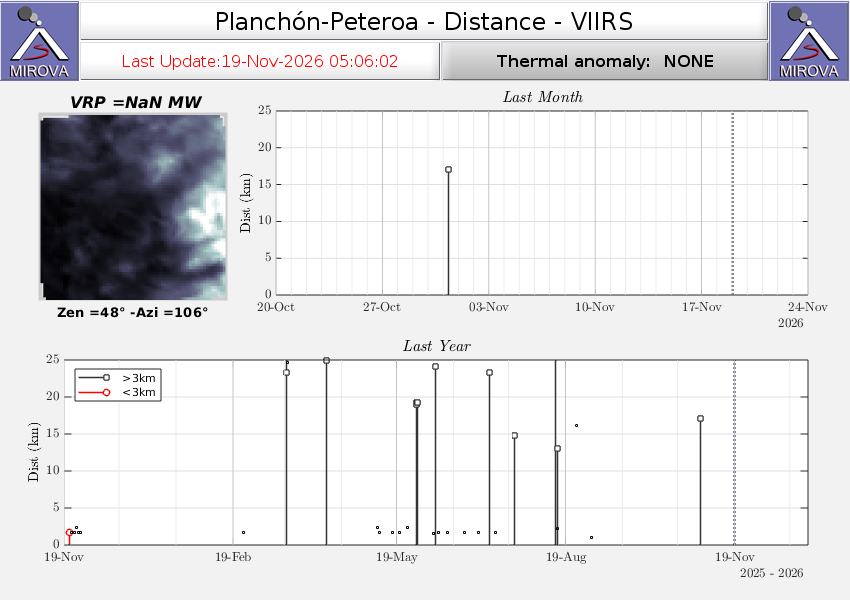 Planchón-Peteroa - Distance - VIIRS
MIROVA
MIROVA
Last Update:19-Nov-2026 05:06:02
Thermal anomaly: NONE
VRP =NaN MW
Zen =48° -Azi =106°
Last Month
Dist (km)
25
20
15
10
5
0
20-Oct
27-Oct
03-Nov
10-Nov
17-Nov
24-Nov
2026
Last Year
Dist (km)
25
20
15
10
5
0
>3km
<3km
19-Nov
19-Feb
19-May
19-Aug
19-Nov
2025 - 2026